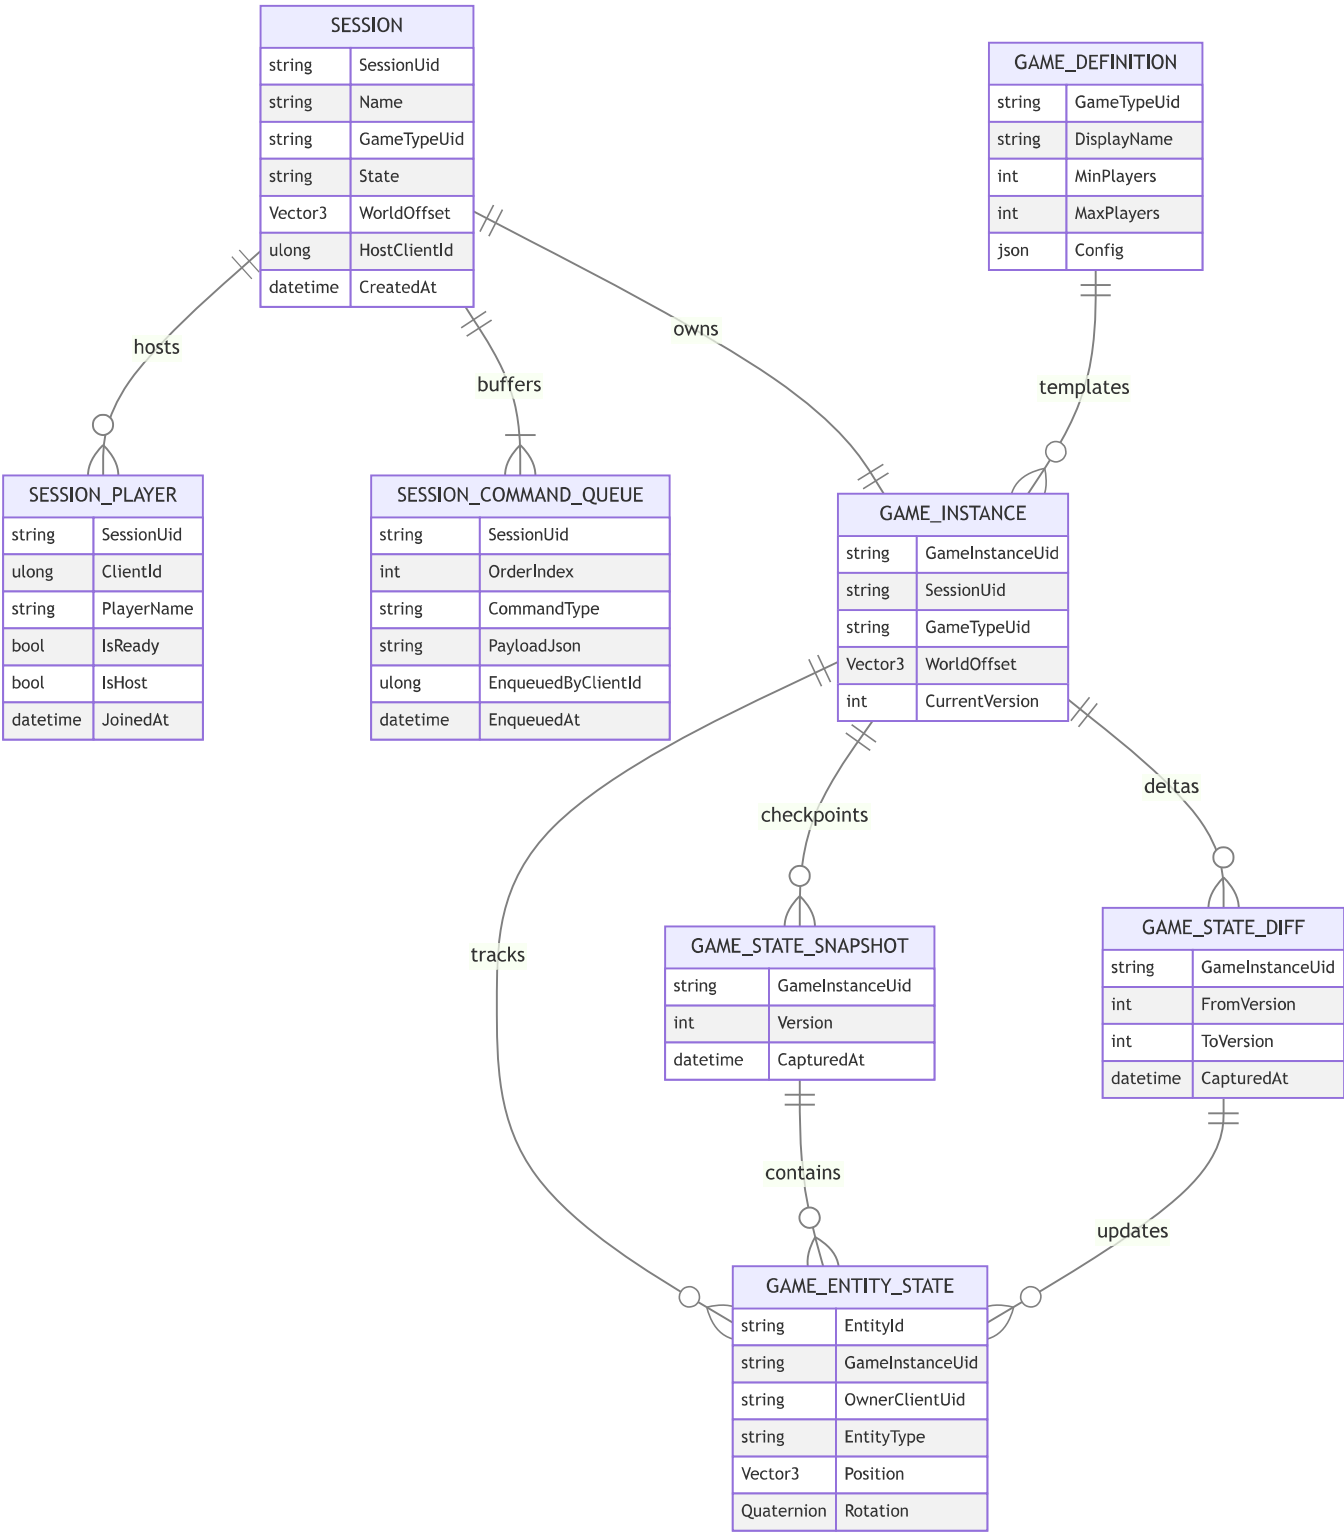 SESSION
string SessionUid
string Name
string GameTypeUid
string State
Vector3 WorldOffset
ulong HostClientId
datetime CreatedAt
GAME_DEFINITION
string GameTypeUid
string DisplayName
int MinPlayers
int MaxPlayers
json Config
hosts
buffers
owns
templates
SESSION_PLAYER
string SessionUid
ulong ClientId
string PlayerName
bool IsReady
bool IsHost
datetime JoinedAt
SESSION_COMMAND_QUEUE
string SessionUid
int OrderIndex
string CommandType
string PayloadJson
ulong EnqueuedByClientId
datetime EnqueuedAt
GAME_INSTANCE
string GameInstanceUid
string SessionUid
string GameTypeUid
Vector3 WorldOffset
int CurrentVersion
tracks
checkpoints
deltas
GAME_STATE_SNAPSHOT
string GameInstanceUid
int Version
datetime CapturedAt
GAME_STATE_DIFF
string GameInstanceUid
int FromVersion
int ToVersion
datetime CapturedAt
contains
updates
GAME_ENTITY_STATE
string EntityId
string GameInstanceUid
string OwnerClientUid
string EntityType
Vector3 Position
Quaternion Rotation